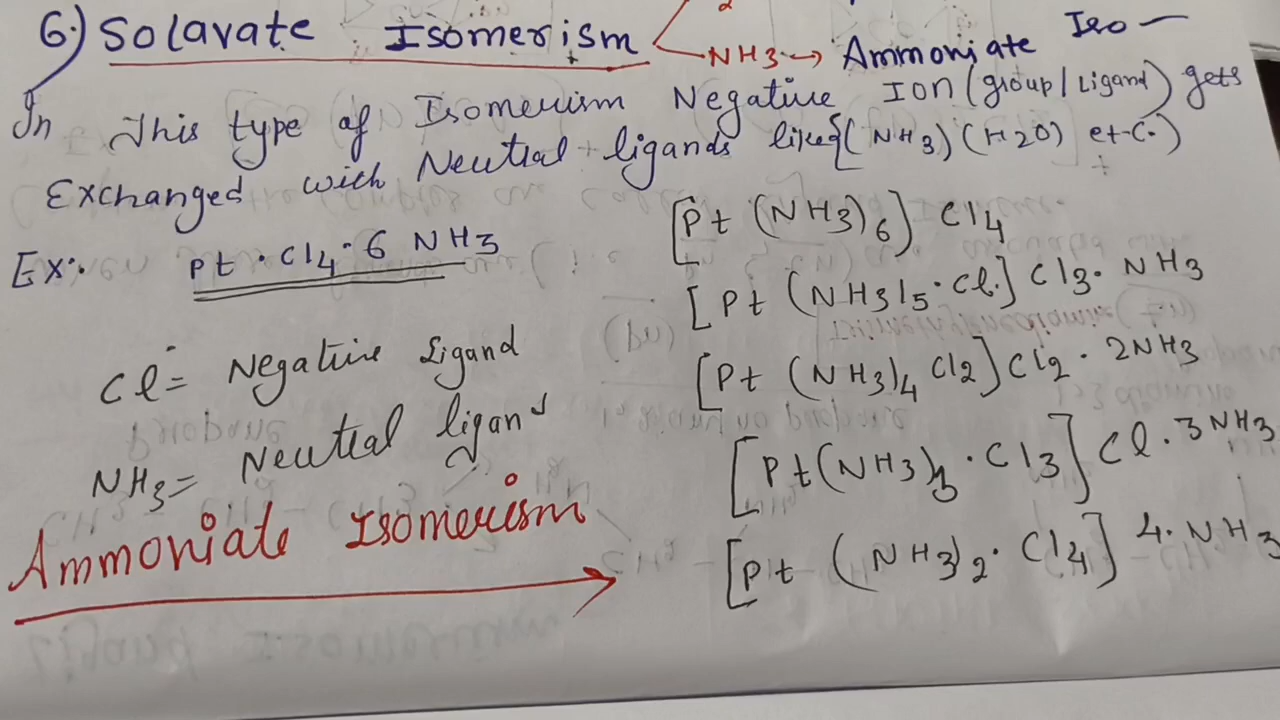 6.) Solavate Isomerism
NH3 → Ammoniate Iso —
In This type of Isomerism Negative Ion (group/Ligand) gets
Exchanged with Neutral ligands like {(NH3) (H2O) etc.)
Ex:. Pt . Cl4 . 6 NH3
[Pt (NH3)6] Cl4
[Pt (NH3)5 . Cl.] Cl3 . NH3
[Pt (NH3)4 Cl2] Cl2 . 2NH3
[Pt (NH3)3 . Cl3] Cl . 3NH3
[Pt (NH3)2 . Cl4] 4 . NH3
Cl⁻ = Negative Ligand
NH3 = Neutral ligand
Ammoniate Isomerism